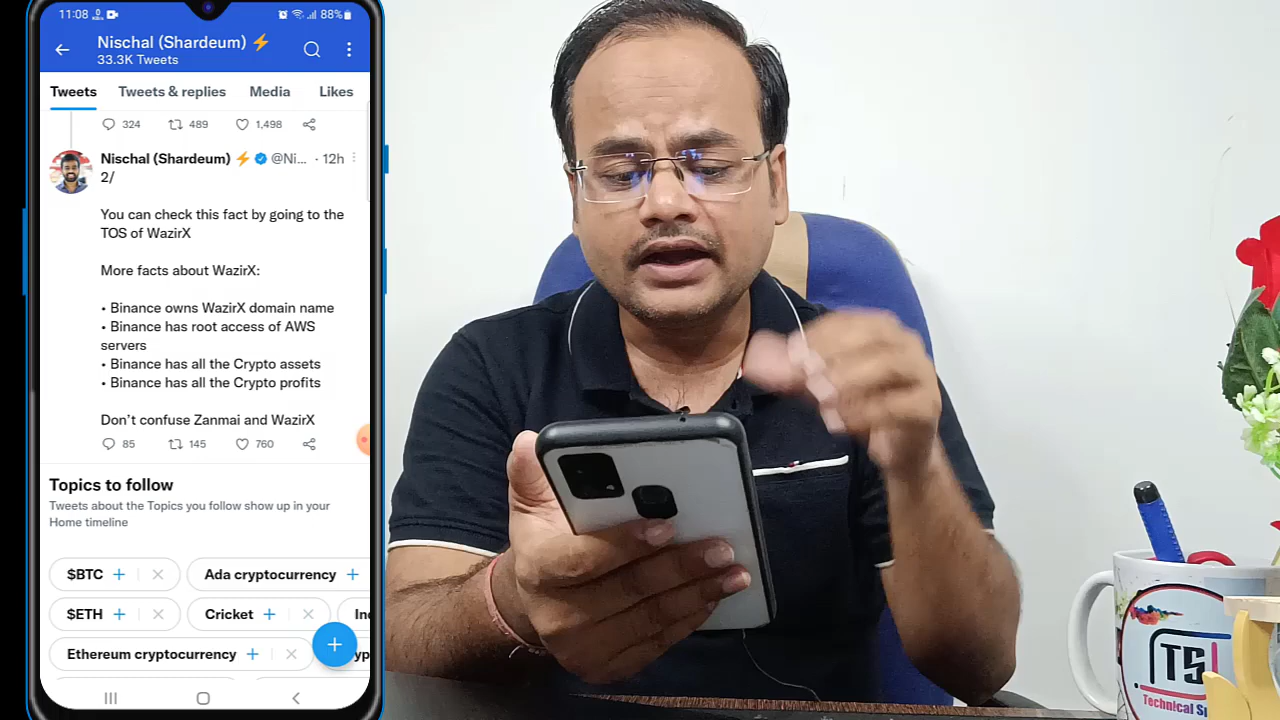 11:08 88%
Nischal (Shardeum) ⚡
33.3K Tweets
Tweets Tweets & replies Media Likes
324 489 1,498
Nischal (Shardeum) ⚡ @Ni... · 12h
2/
You can check this fact by going to the
TOS of WazirX
More facts about WazirX:
• Binance owns WazirX domain name
• Binance has root access of AWS
servers
• Binance has all the Crypto assets
• Binance has all the Crypto profits
Don't confuse Zanmai and WazirX
85 145 760
Topics to follow
Tweets about the Topics you follow show up in your
Home timeline
$BTC + × Ada cryptocurrency +
$ETH + × Cricket + ×
Ethereum cryptocurrency + ×
+
Technical